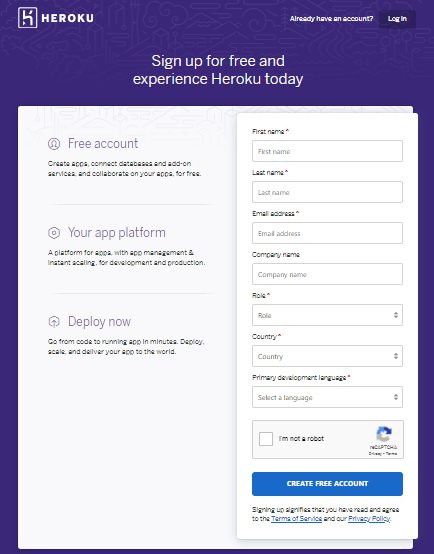 HEROKU
Already have an account? Log in
Sign up for free and
experience Heroku today
Free account
Create apps, connect databases and add-on
services, and collaborate on your apps, for free.
Your app platform
A platform for apps, with app management &
instant scaling, for development and production.
Deploy now
Go from code to running app in minutes. Deploy,
scale, and deliver your app to the world.
First name *
First name
Last name *
Last name
Email address *
Email address
Company name
Company name
Role *
Role
Country *
Country
Primary development language *
Select a language
I'm not a robot
reCAPTCHA
Privacy - Terms
CREATE FREE ACCOUNT
Signing up signifies that you have read and agree
to the Terms of Service and our Privacy Policy.